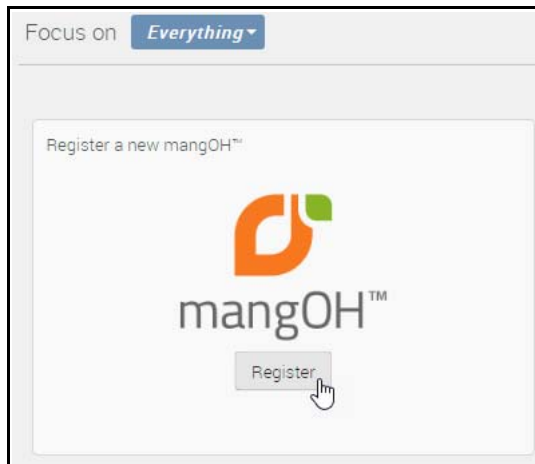 Focus on Everything
Register a new mangOH™
mangOH™
Register